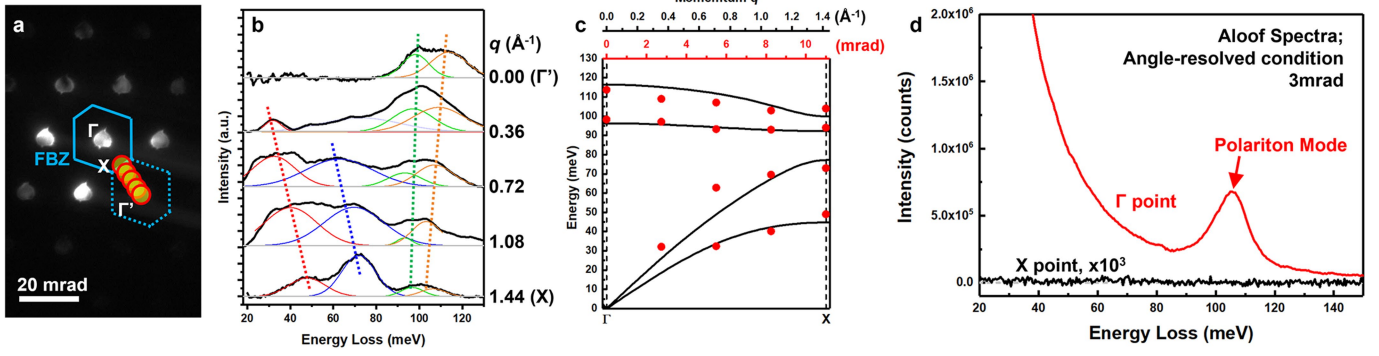 a
Γ
FBZ
X
Γ'
20 mrad
b
q (Å⁻¹)
0.00 (Γ')
0.36
0.72
1.08
1.44 (X)
Intensity (a.u.)
20 40 60 80 100 120
Energy Loss (meV)
c
Momentum q
0.0 0.2 0.4 0.6 0.8 1.0 1.2 1.4 (Å⁻¹)
0 2 4 6 8 10 (mrad)
130
120
110
100
90
80
70
60
50
40
30
20
10
0
Energy (meV)
Γ X
d
2.0x10⁶
1.5x10⁶
1.0x10⁶
5.0x10⁵
0.0
Intensity (counts)
Aloof Spectra;
Angle-resolved condition
3mrad
Polariton Mode
Γ point
X point, x10³
20 40 60 80 100 120 140
Energy Loss (meV)